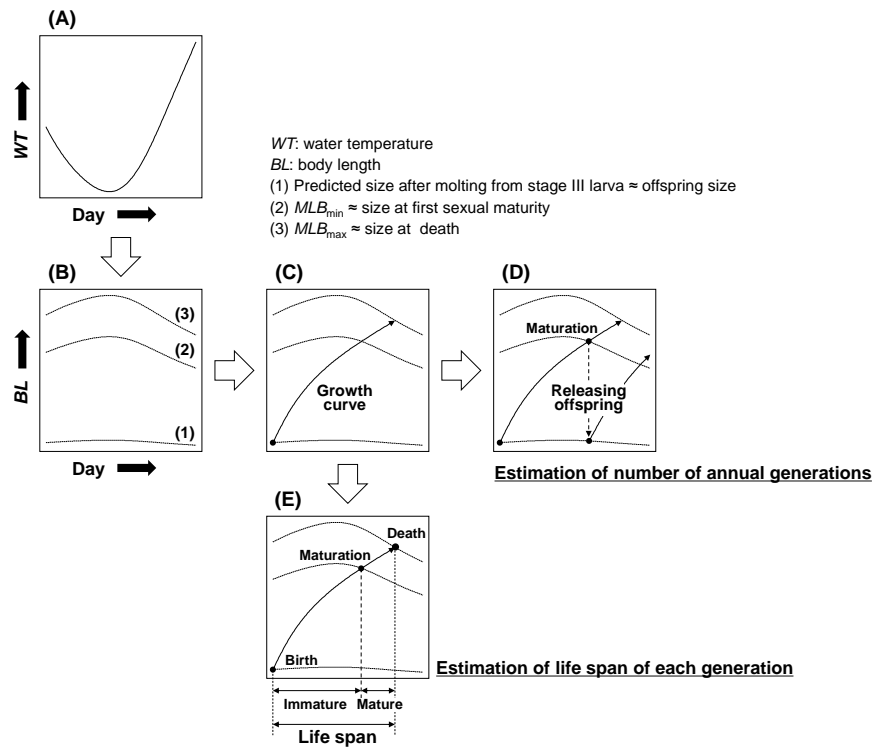 (A)
WT
Day
WT: water temperature
BL: body length
(1) Predicted size after molting from stage III larva ≈ offspring size
(2) MLBmin ≈ size at first sexual maturity
(3) MLBmax ≈ size at death
(B)
(3)
(2)
(1)
BL
Day
(C)
Growth
curve
(D)
Maturation
Releasing
offspring
Estimation of number of annual generations
(E)
Death
Maturation
Birth
Immature
Mature
Life span
Estimation of life span of each generation